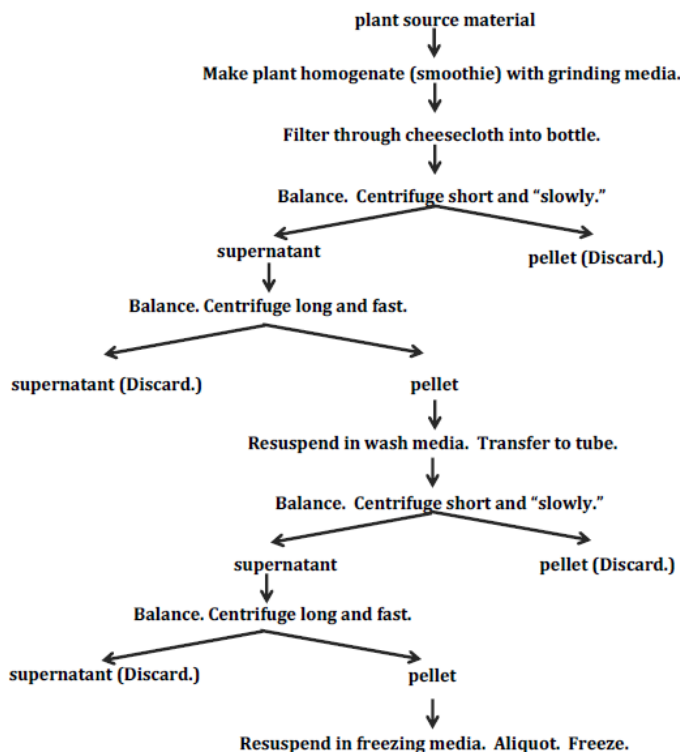 plant source material
Make plant homogenate (smoothie) with grinding media.
Filter through cheesecloth into bottle.
Balance.  Centrifuge short and “slowly.”
supernatant
pellet (Discard.)
Balance. Centrifuge long and fast.
supernatant (Discard.)
pellet
Resuspend in wash media.  Transfer to tube.
Balance.  Centrifuge short and “slowly.”
supernatant
pellet (Discard.)
Balance. Centrifuge long and fast.
supernatant (Discard.)
pellet
Resuspend in freezing media.  Aliquot.  Freeze.